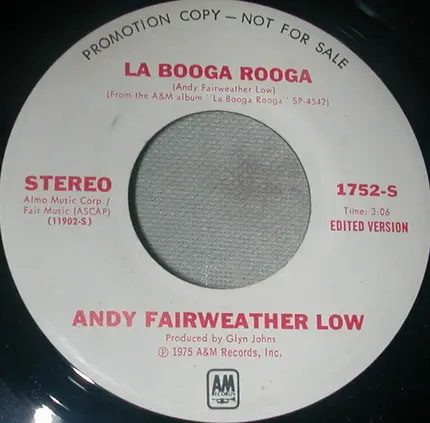 PROMOTION COPY — NOT FOR SALE
LA BOOGA ROOGA
(Andy Fairweather Low)
(From the A&M album "La Booga Rooga" SP-4542)
STEREO
Almo Music Corp./
Fair Music (ASCAP)
(11902-S)
1752-S
Time: 3:06
EDITED VERSION
ANDY FAIRWEATHER LOW
Produced by Glyn Johns
℗ 1975 A&M Records, Inc.
AM
RECORDS